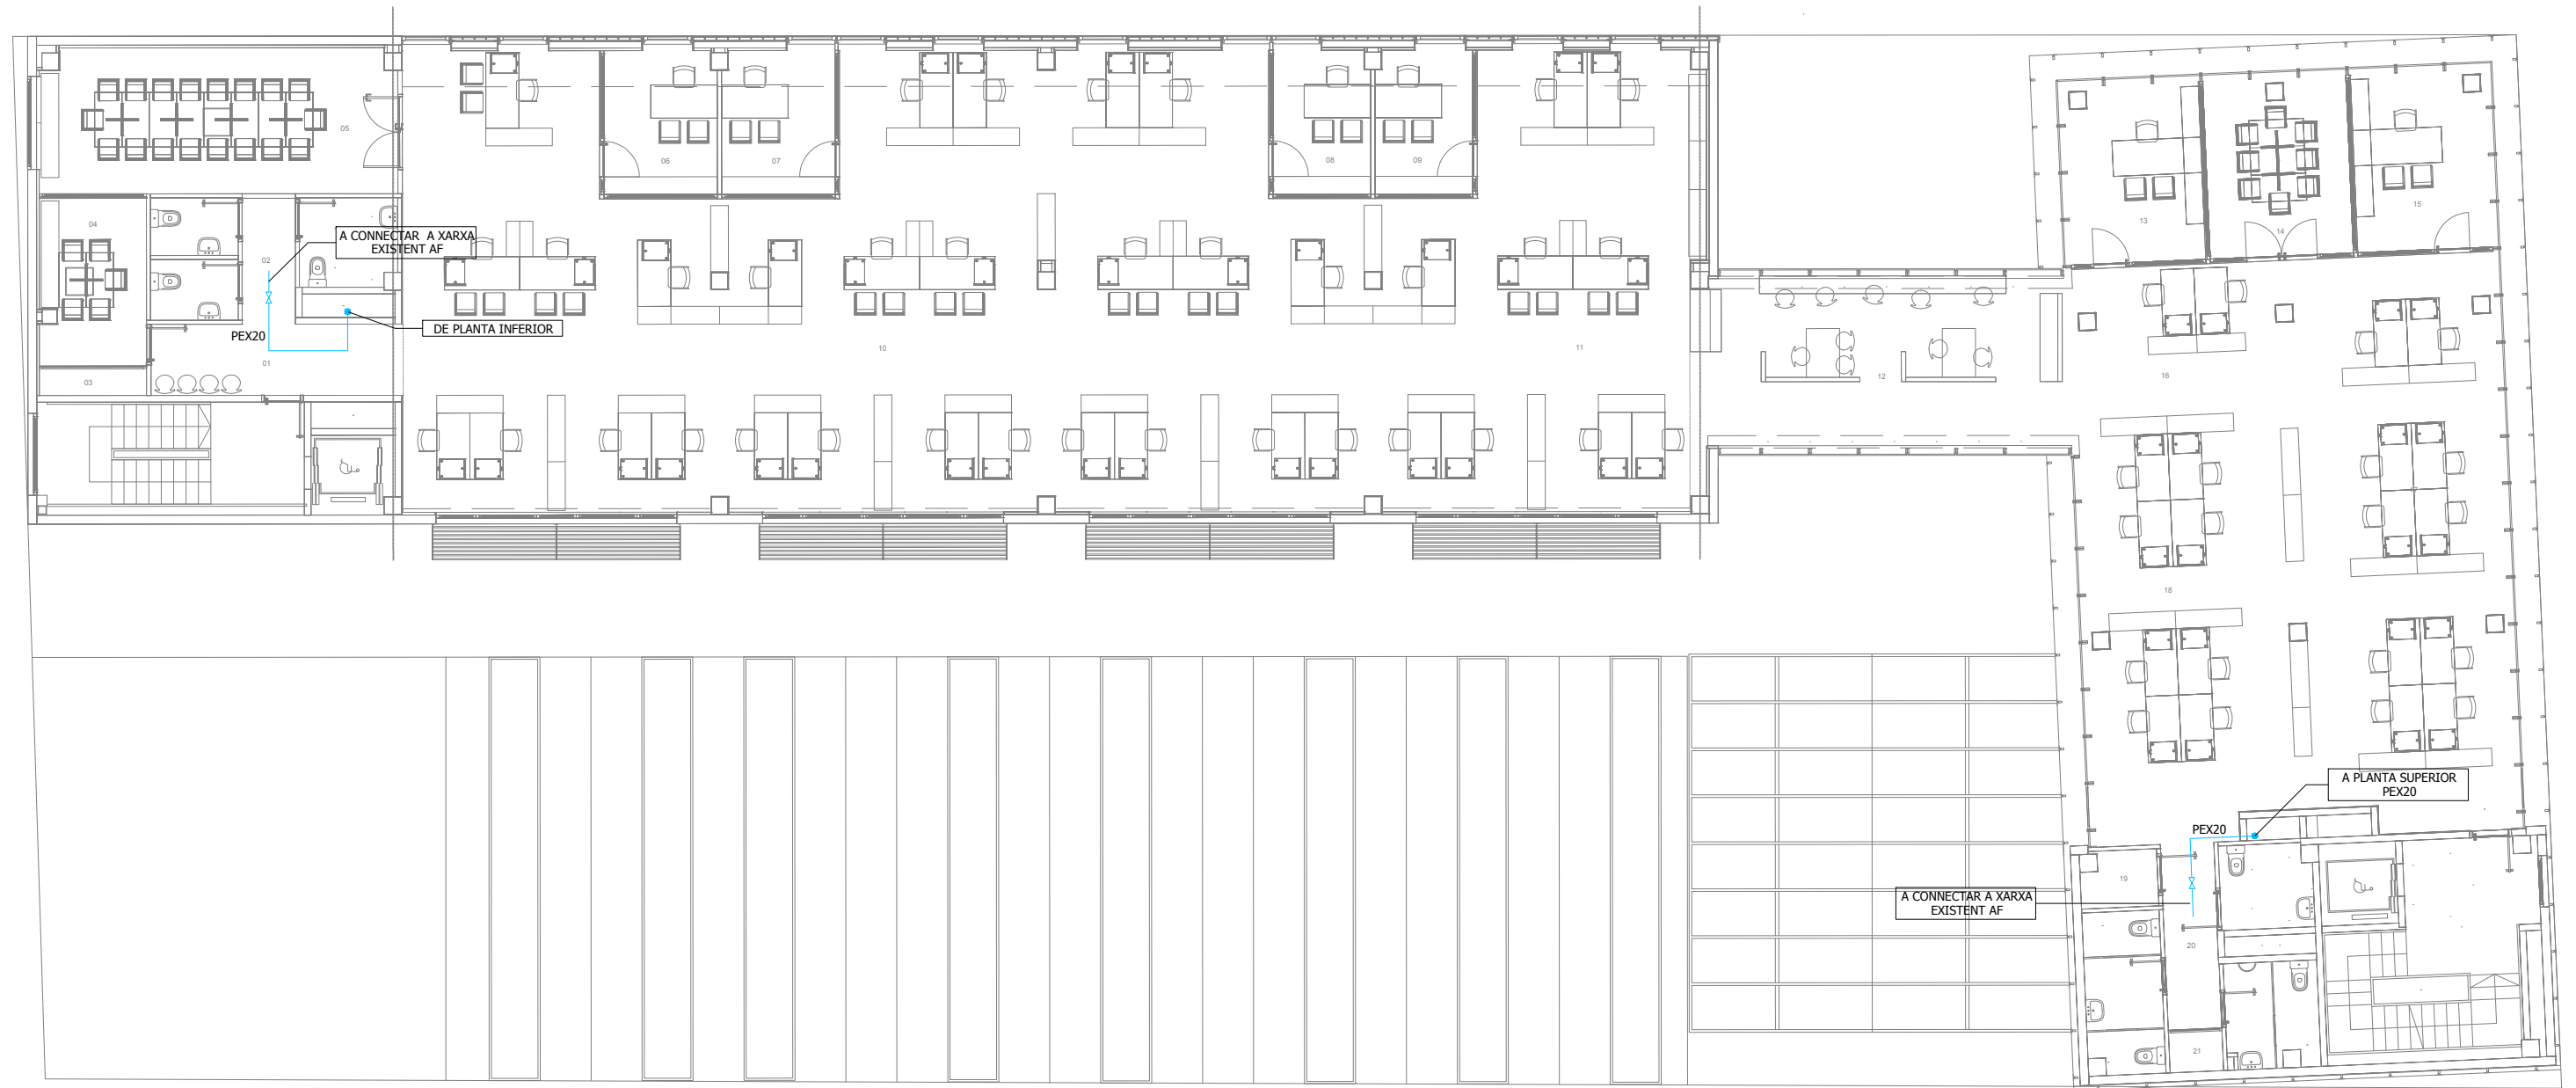 05
06
07
08
09
13
14
15
04
A CONNECTAR A XARXA
EXISTENT AF
02
DE PLANTA INFERIOR
PEX20
01
03
10
11
12
16
17
18
A PLANTA SUPERIOR
PEX20
PEX20
A CONNECTAR A XARXA
EXISTENT AF
19
20
21